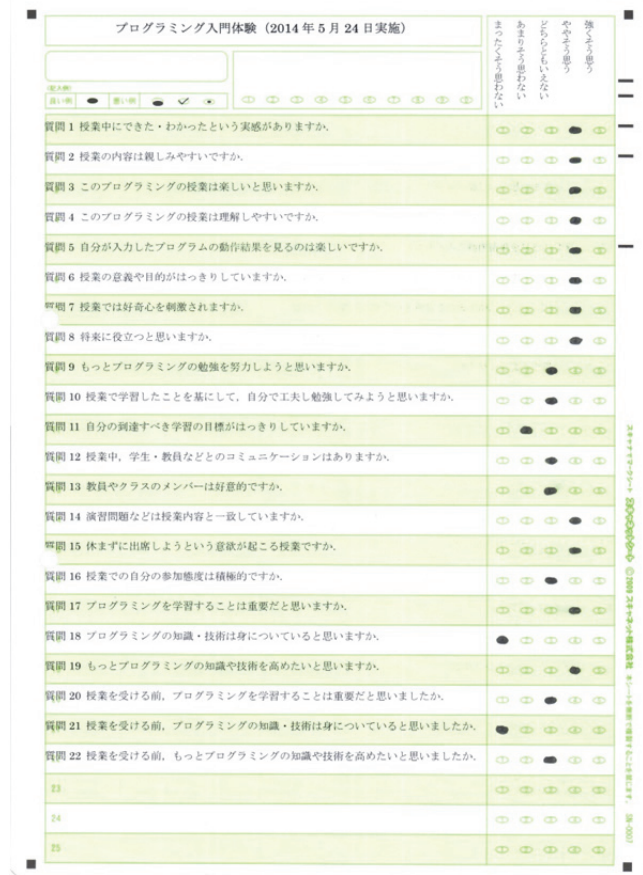 プログラミング入門体験（2014年5月24日実施）
まったくそう思わない
あまりそう思わない
どちらともいえない
ややそう思う
強くそう思う
(記入例)
良い例 悪い例
質問 1 授業中にできた・わかったという実感がありますか.
質問 2 授業の内容は親しみやすいですか.
質問 3 このプログラミングの授業は楽しいと思いますか.
質問 4 このプログラミングの授業は理解しやすいですか.
質問 5 自分が入力したプログラムの動作結果を見るのは楽しいですか.
質問 6 授業の意義や目的がはっきりしていますか.
質問 7 授業では好奇心を刺激されますか.
質問 8 将来に役立つと思いますか.
質問 9 もっとプログラミングの勉強を努力しようと思いますか.
質問 10 授業で学習したことを基にして，自分で工夫し勉強してみようと思いますか.
質問 11 自分の到達すべき学習の目標がはっきりしていますか.
質問 12 授業中，学生・教員などとのコミュニケーションはありますか.
質問 13 教員やクラスのメンバーは好意的ですか.
質問 14 演習問題などは授業内容と一致していますか.
質問 15 休まずに出席しようという意欲が起こる授業ですか.
質問 16 授業での自分の参加態度は積極的ですか.
質問 17 プログラミングを学習することは重要だと思いますか.
質問 18 プログラミングの知識・技術は身についていると思いますか.
質問 19 もっとプログラミングの知識や技術を高めたいと思いますか.
質問 20 授業を受ける前，プログラミングを学習することは重要だと思いましたか.
質問 21 授業を受ける前，プログラミングの知識・技術は身についていると思いましたか.
質問 22 授業を受ける前，もっとプログラミングの知識や技術を高めたいと思いましたか.
23
24
25
スキャネットシート
© 2009 スキャネット株式会社